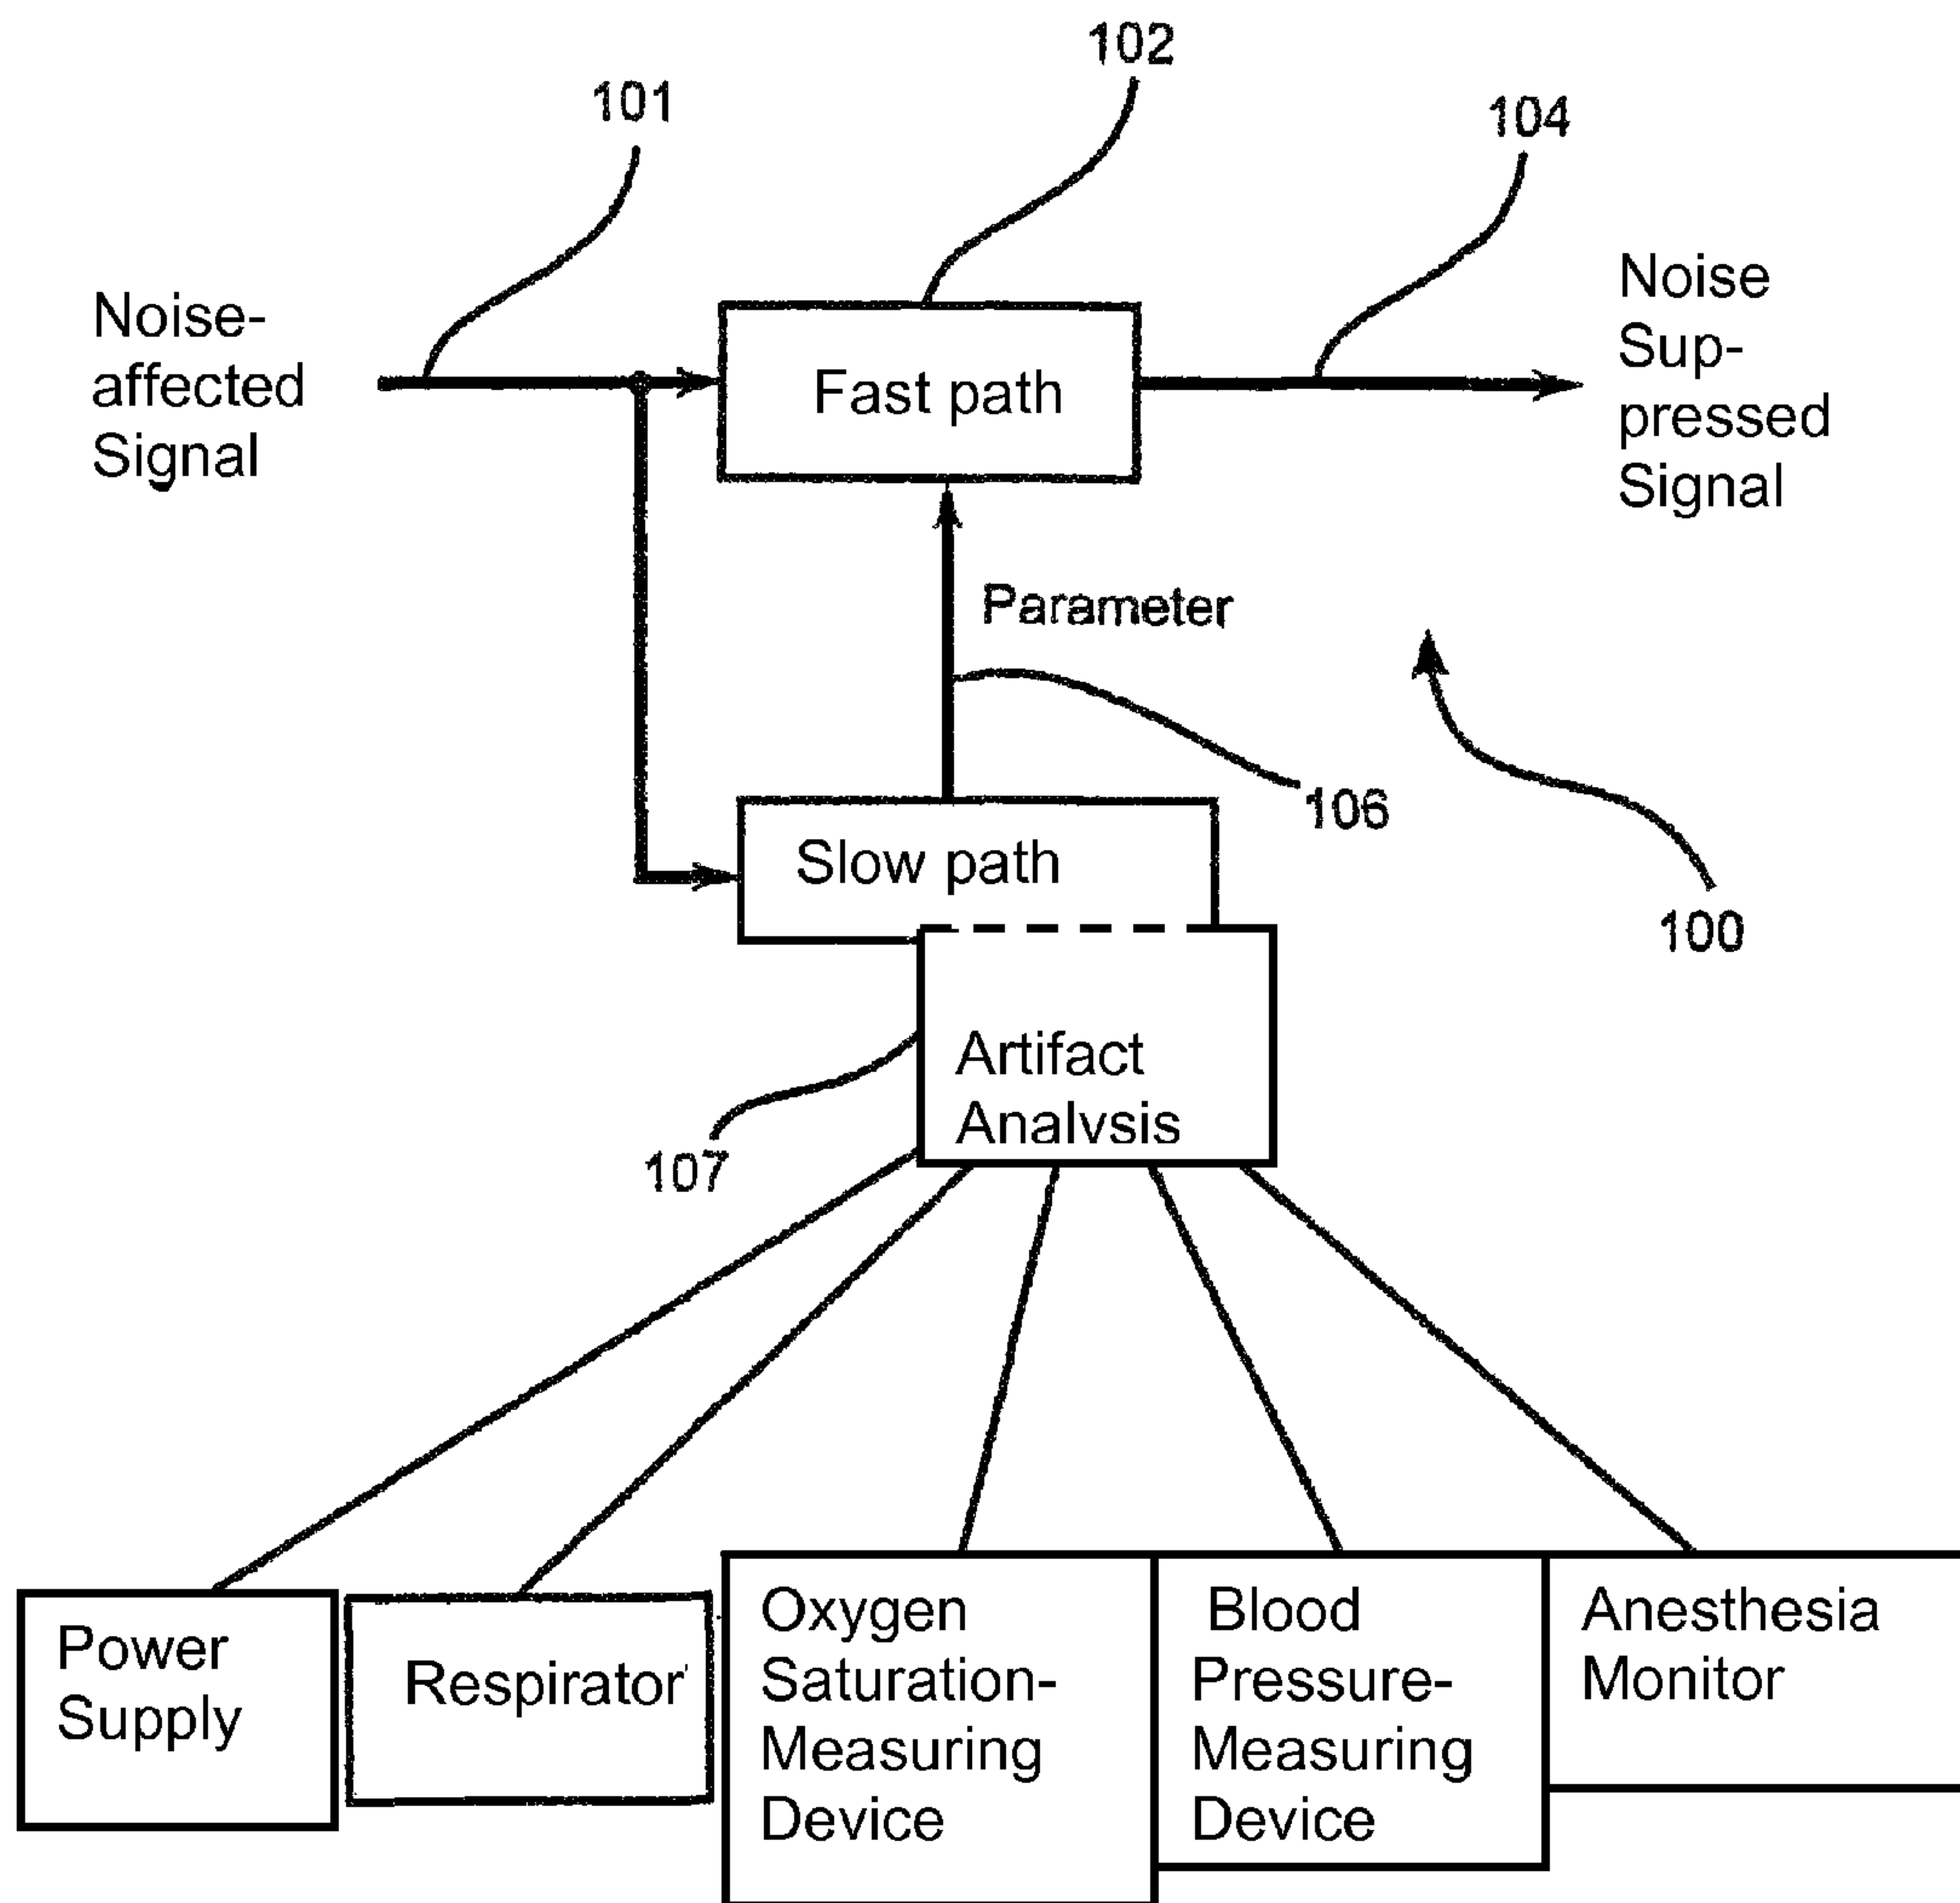 102
101
104
Noise-
affected
Signal
Fast path
Noise
Sup-
pressed
Signal
Parameter
106
Slow path
100
Artifact
Analysis
107
Power
Supply
Respirator
Oxygen
Saturation-
Measuring
Device
Blood
Pressure-
Measuring
Device
Anesthesia
Monitor